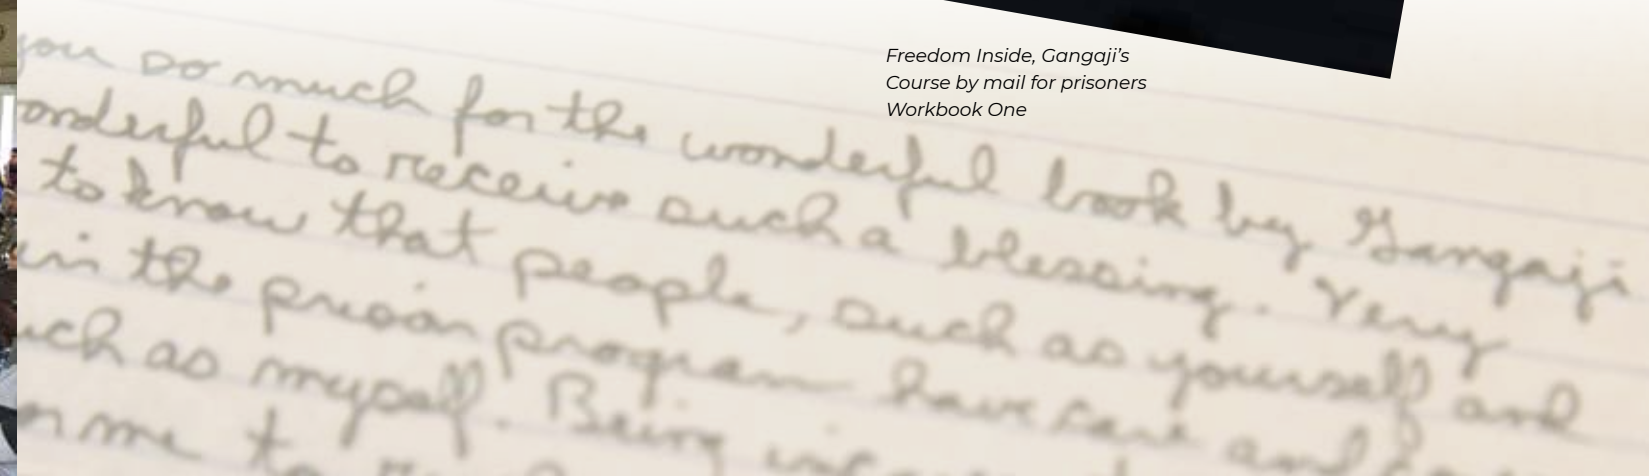 Freedom Inside, Gangaji's
Course by mail for prisoners
Workbook One
you so much for the wonderful book by Gangaji
onderful to receive such a blessing. Very
to know that people, such as yourself and
in the prison program have care and
uch as myself. Being
me to